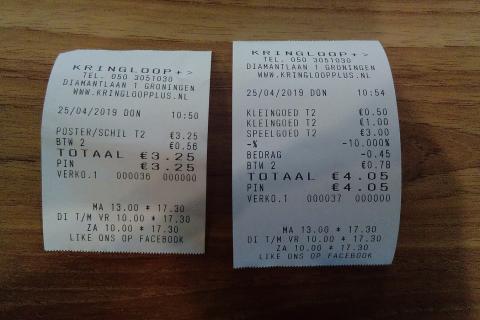 KRINGLOOP+>
TEL. 050 3051030
DIAMANTLAAN 1 GRONINGEN
WWW.KRINGLOOPPLUS.NL
25/04/2019 DON 10:50
POSTER/SCHIL T2 €3.25
BTW 2 €0.56
TOTAAL €3.25
PIN €3.25
VERKO.1 000036 000000
MA 13.00 * 17.30
DI T/M VR 10.00 * 17.30
ZA 10.00 * 17.30
LIKE ONS OP FACEBOOK
KRINGLOOP+>
TEL. 050 3051030
DIAMANTLAAN 1 GRONINGEN
WWW.KRINGLOOPPLUS.NL
25/04/2019 DON 10:54
KLEINGOED T2 €0.50
KLEINGOED T2 €1.00
SPEELGOED T2 €3.00
-% -10.000%
BEDRAG -0.45
BTW 2 €0.78
TOTAAL €4.05
PIN €4.05
VERKO.1 000037 000000
MA 13.00 * 17.30
DI T/M VR 10.00 * 17.30
ZA 10.00 * 17.30
LIKE ONS OP FACEBOOK